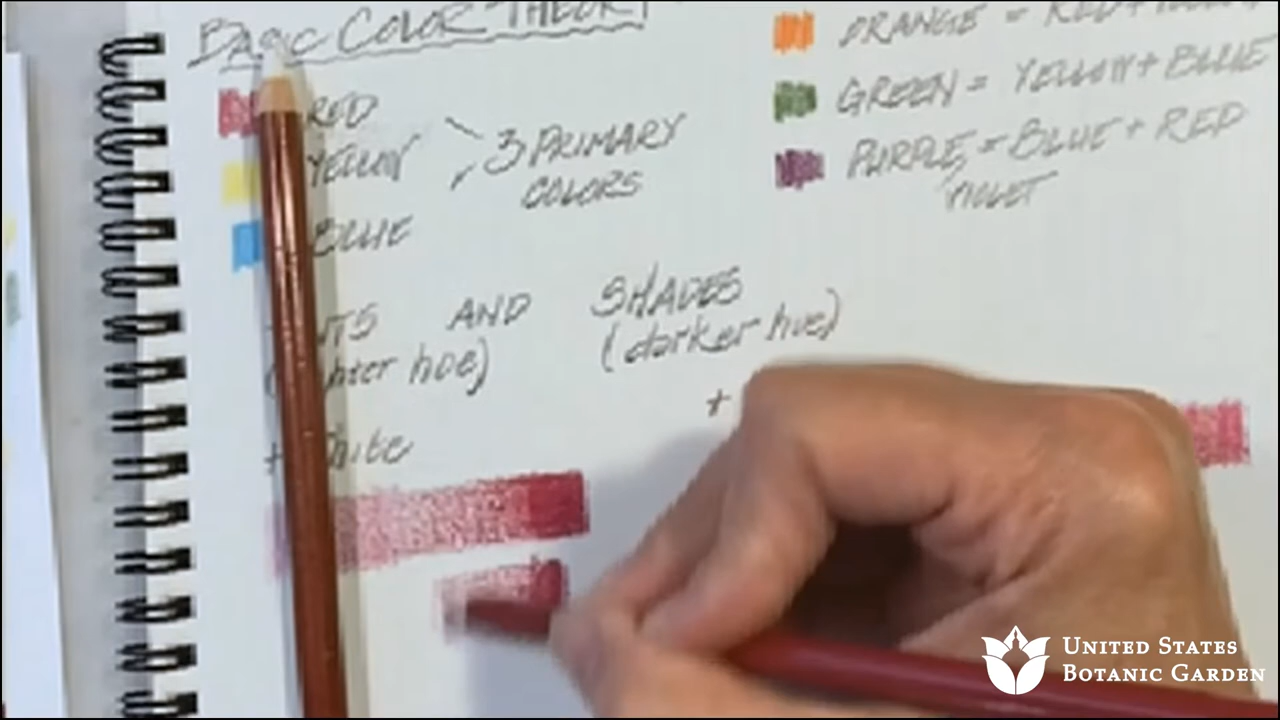 BASIC COLOR THEORY
RED
YELLOW
BLUE
3 PRIMARY
COLORS
ORANGE = RED + YELLOW
GREEN = YELLOW + BLUE
PURPLE = BLUE + RED
VIOLET
AND SHADES
hue)
(darker hue)
+
+
UNITED STATES
BOTANIC GARDEN